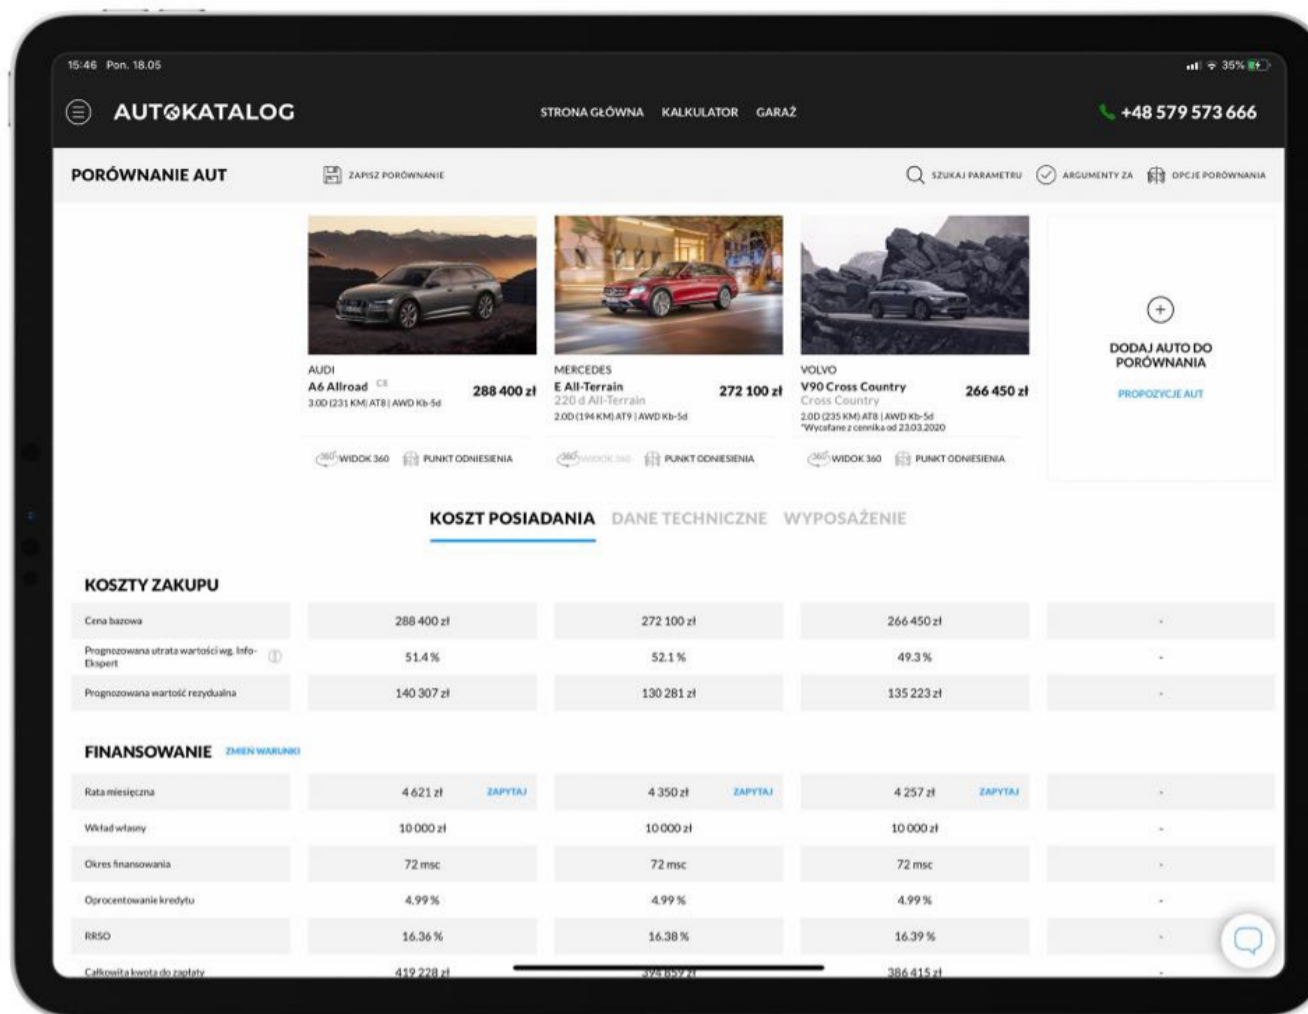 15:46 Pon. 18.05
35%
AUTOKATALOG
STRONA GŁÓWNA KALKULATOR GARAŻ
+48 579 573 666
PORÓWNANIE AUT
ZAPISZ PORÓWNANIE
SZUKAJ PARAMETRU ARGUMENTY ZA OPCJE PORÓWNANIA
AUDI
A6 Allroad C8
288 400 zł
3.0D (231 KM) AT8 | AWD Kb-5d
360° WIDOK 360 PUNKT ODNIESIENIA
MERCEDES
E All-Terrain
220 d All-Terrain
272 100 zł
2.0D (194 KM) AT9 | AWD Kb-5d
360° WIDOK 360 PUNKT ODNIESIENIA
VOLVO
V90 Cross Country
Cross Country
266 450 zł
2.0D (235 KM) AT8 | AWD Kb-5d
*Wycofane z cennika od 23.03.2020
360° WIDOK 360 PUNKT ODNIESIENIA
DODAJ AUTO DO
PORÓWNANIA
PROPOZYCJE AUT
KOSZT POSIADANIA DANE TECHNICZNE WYPOSAŻENIE
KOSZTY ZAKUPU
Cena bazowa 288 400 zł 272 100 zł 266 450 zł -
Prognozowana utrata wartości wg. Info-
Ekspert 51.4 % 52.1 % 49.3 % -
Prognozowana wartość rezydualna 140 307 zł 130 281 zł 135 223 zł -
FINANSOWANIE ZMIEŃ WARUNKI
Rata miesięczna 4 621 zł ZAPYTAJ 4 350 zł ZAPYTAJ 4 257 zł ZAPYTAJ -
Wkład własny 10 000 zł 10 000 zł 10 000 zł -
Okres finansowania 72 msc 72 msc 72 msc -
Oprocentowanie kredytu 4.99 % 4.99 % 4.99 % -
RRSO 16.36 % 16.38 % 16.39 % -
Całkowita kwota do zapłaty 419 228 zł 394 859 zł 386 415 zł -